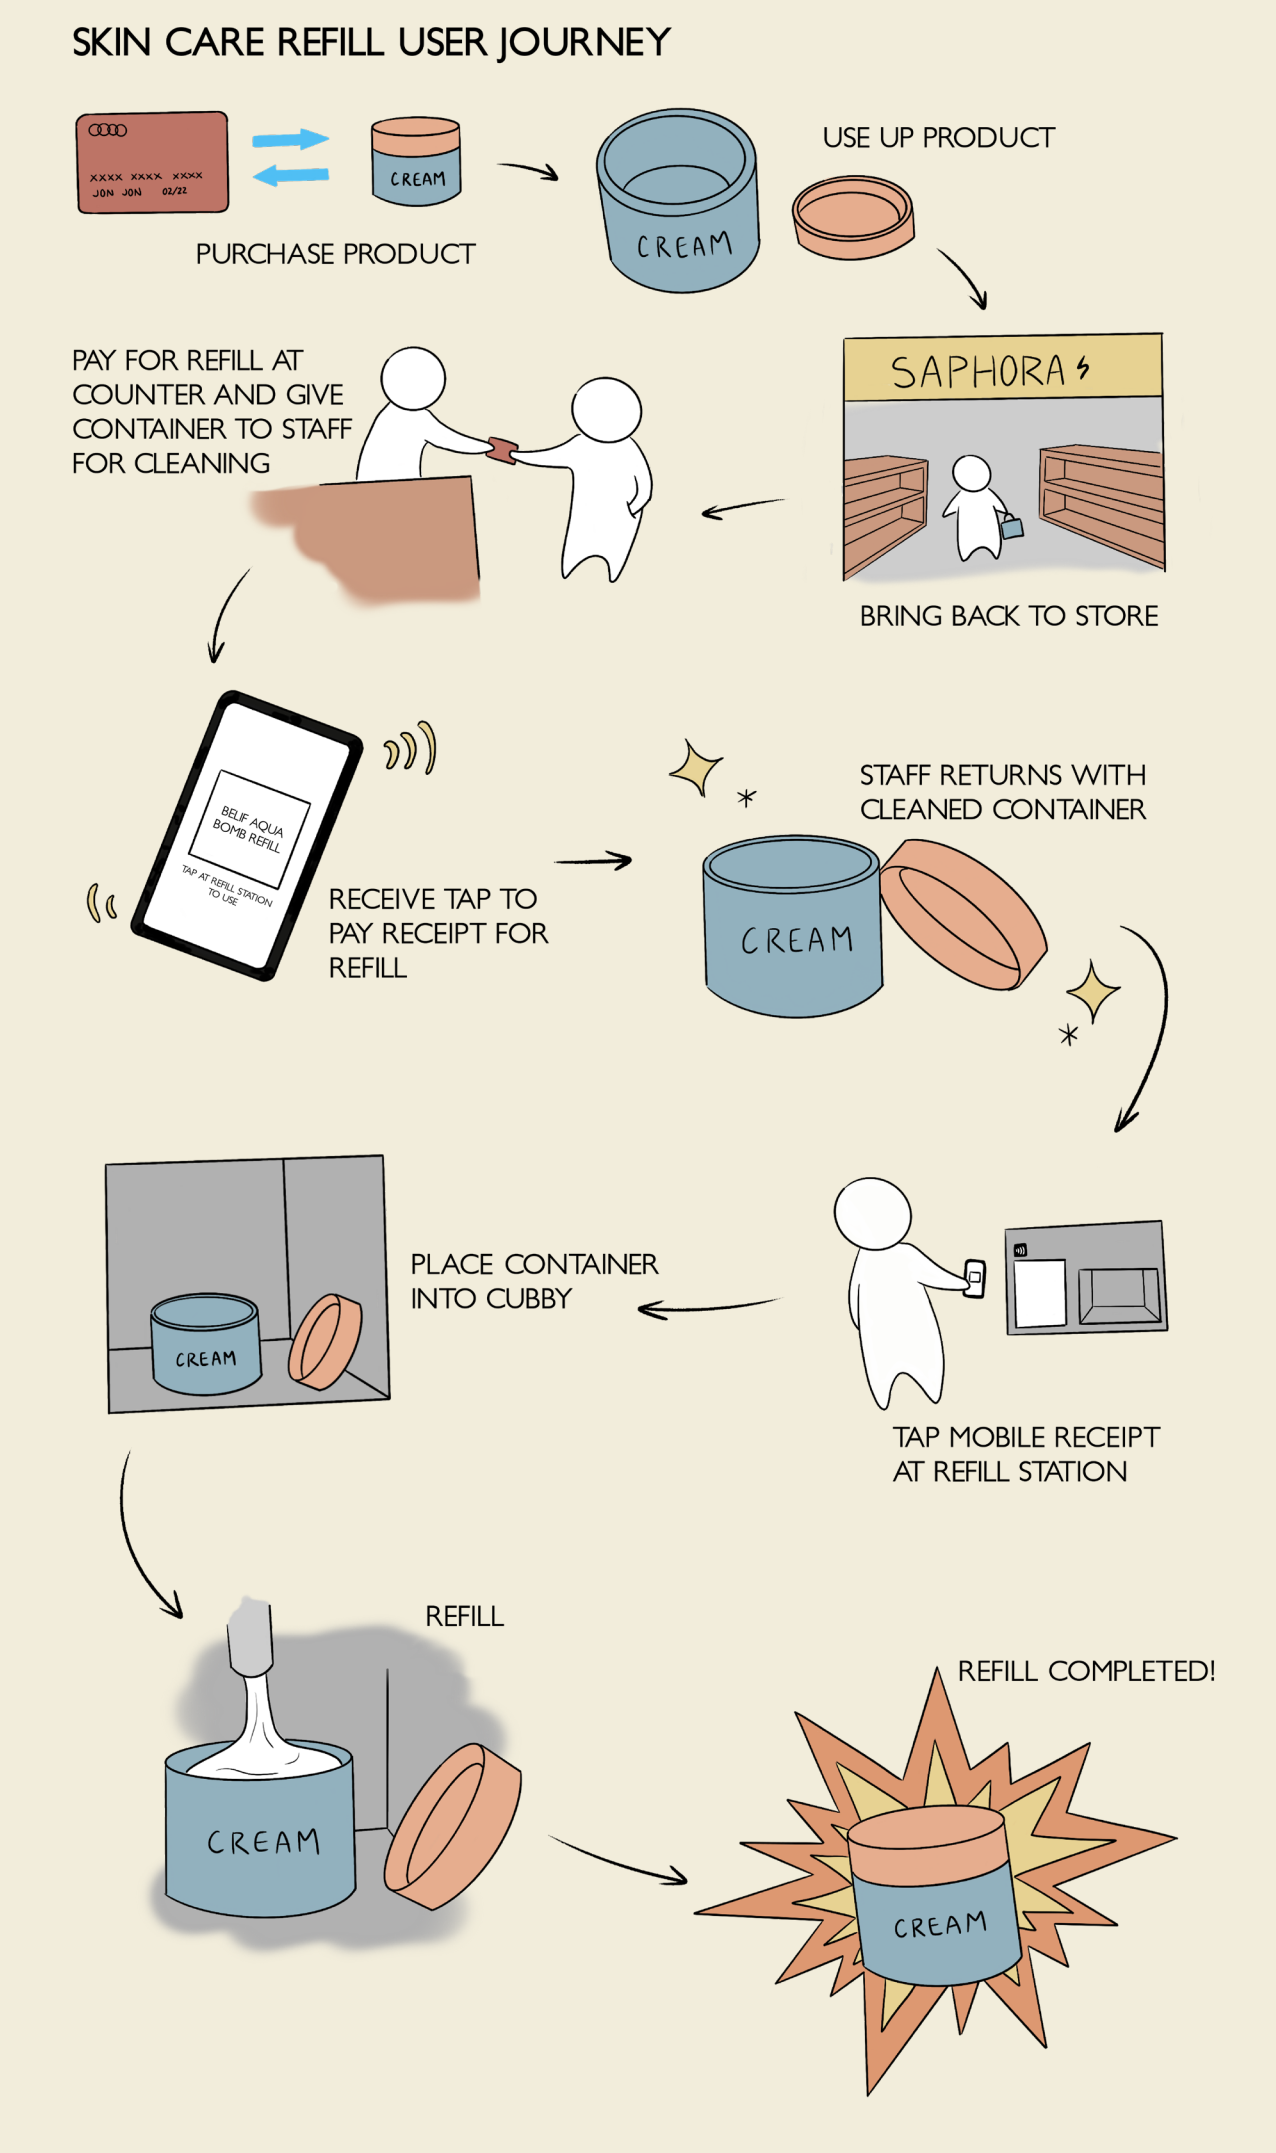 SKIN CARE REFILL USER JOURNEY
XXXX XXXX XXXX
JON JON 02/22
CREAM
PURCHASE PRODUCT
CREAM
USE UP PRODUCT
SAPHORA
BRING BACK TO STORE
PAY FOR REFILL AT
COUNTER AND GIVE
CONTAINER TO STAFF
FOR CLEANING
BELIF AQUA
BOMB REFILL
TAP AT REFILL STATION
TO USE
RECEIVE TAP TO
PAY RECEIPT FOR
REFILL
STAFF RETURNS WITH
CLEANED CONTAINER
CREAM
TAP MOBILE RECEIPT
AT REFILL STATION
PLACE CONTAINER
INTO CUBBY
CREAM
REFILL
CREAM
REFILL COMPLETED!
CREAM